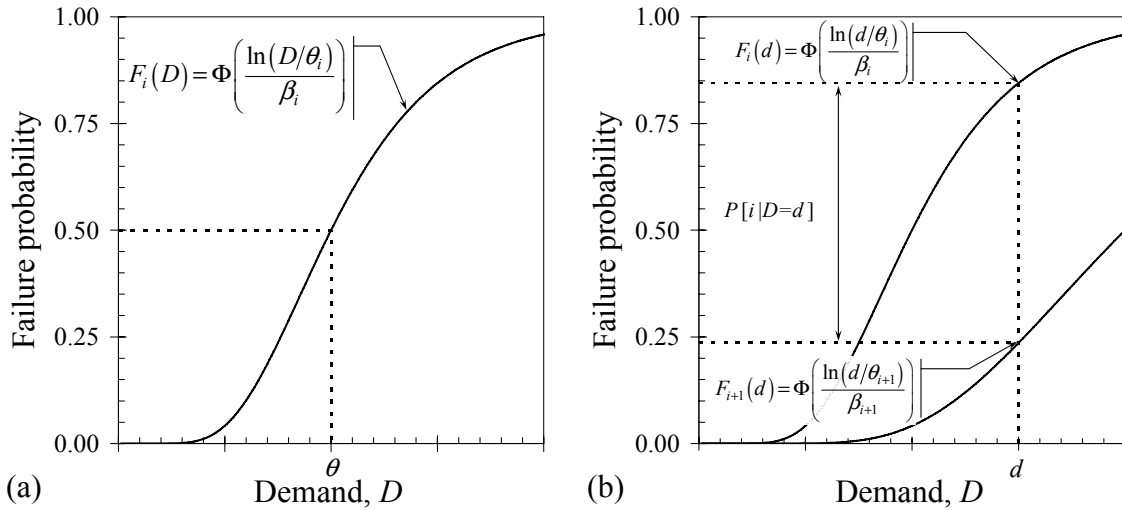 1.00
0.75
0.50
0.25
0.00
Failure probability
F_i(D)=Φ(ln(D/θ_i)/β_i)
θ
Demand, D
(a)
1.00
0.75
0.50
0.25
0.00
Failure probability
F_i(d)=Φ(ln(d/θ_i)/β_i)
P[i|D=d]
F_{i+1}(d)=Φ(ln(d/θ_{i+1})/β_{i+1})
d
Demand, D
(b)